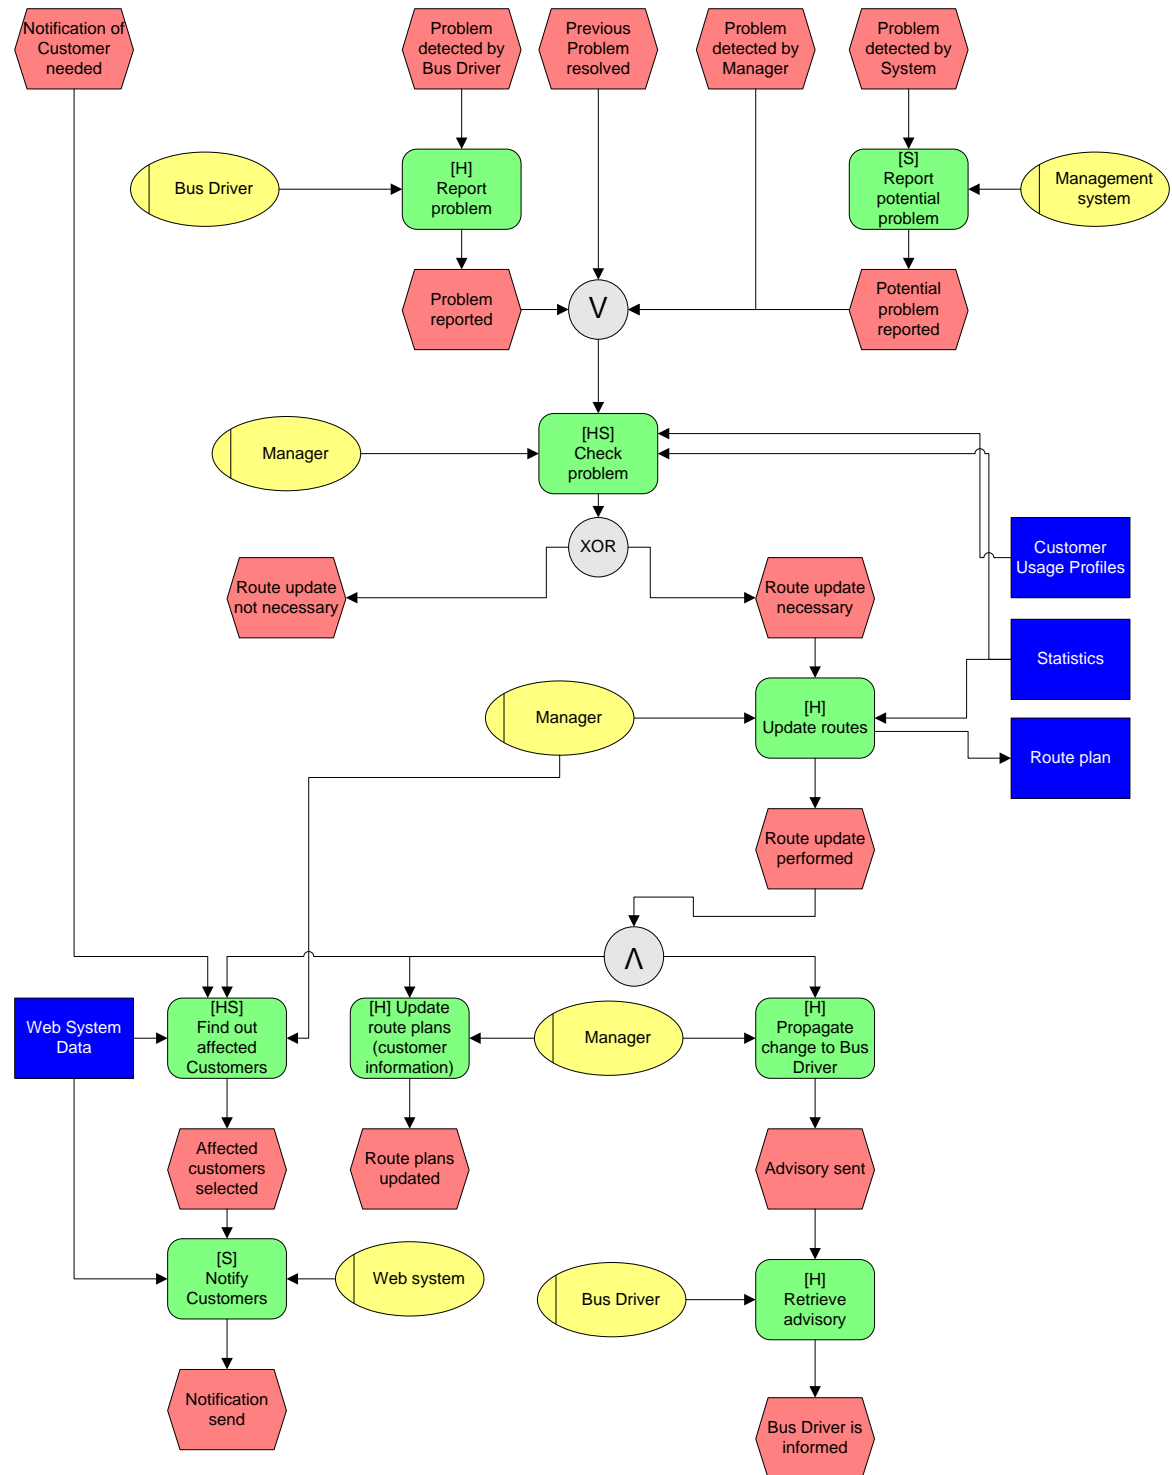 Notification of
Customer
needed
Problem
detected by
Bus Driver
Previous
Problem
resolved
Problem
detected by
Manager
Problem
detected by
System
Bus Driver
[H]
Report
problem
[S]
Report
potential
problem
Management
system
Problem
reported
V
Potential
problem
reported
Manager
[HS]
Check
problem
XOR
Customer
Usage Profiles
Route update
not necessary
Route update
necessary
Statistics
Manager
[H]
Update routes
Route plan
Route update
performed
Λ
Web System
Data
[HS]
Find out
affected
Customers
[H] Update
route plans
(customer
information)
Manager
[H]
Propagate
change to Bus
Driver
Affected
customers
selected
Route plans
updated
Advisory sent
[S]
Notify
Customers
Web system
Bus Driver
[H]
Retrieve
advisory
Notification
send
Bus Driver is
informed